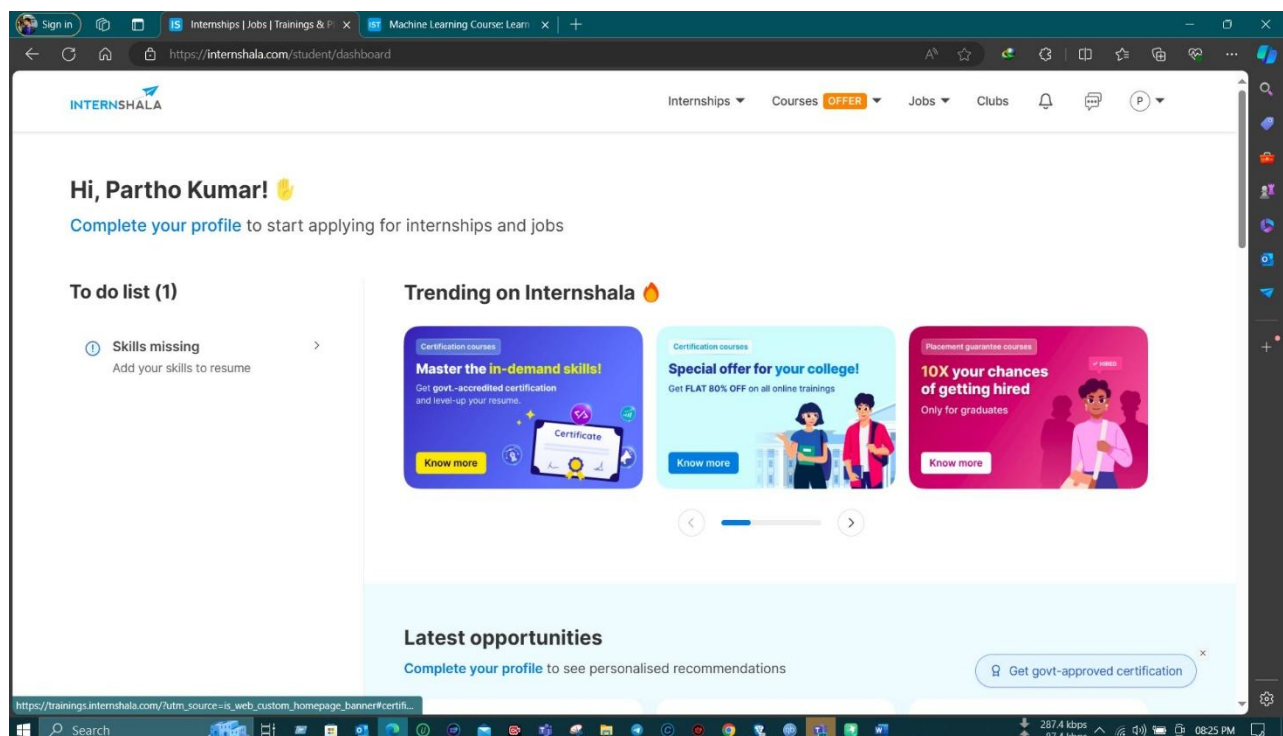 Sign in
Internships | Jobs | Trainings & Pl
Machine Learning Course: Learn
https://internshala.com/student/dashboard
INTERNSHALA
Internships
Courses OFFER
Jobs
Clubs
P
Hi, Partho Kumar!
Complete your profile to start applying for internships and jobs
To do list (1)
Skills missing
Add your skills to resume
Trending on Internshala
Certification courses
Master the in-demand skills!
Get govt.-accredited certification
and level-up your resume.
Certificate
Know more
Certification courses
Special offer for your college!
Get FLAT 80% OFF on all online trainings
Know more
Placement guarantee courses
10X your chances
of getting hired
Only for graduates
HIRED
Know more
Latest opportunities
Complete your profile to see personalised recommendations
Get govt-approved certification
https://trainings.internshala.com/?utm_source=is_web_custom_homepage_banner#certifi...
Search
287.4 kbps
08:25 PM